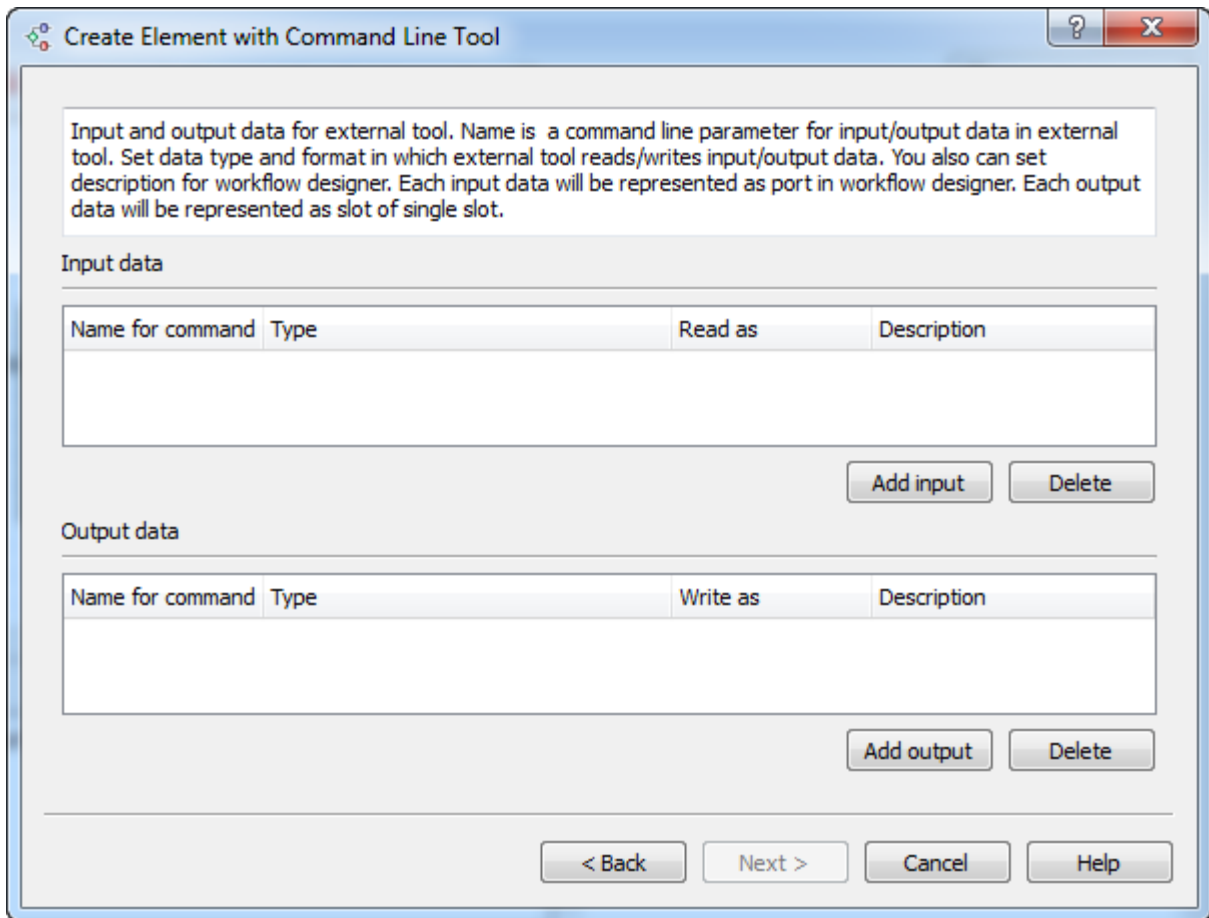 Create Element with Command Line Tool
?
Input and output data for external tool. Name is  a command line parameter for input/output data in external
tool. Set data type and format in which external tool reads/writes input/output data. You also can set
description for workflow designer. Each input data will be represented as port in workflow designer. Each output
data will be represented as slot of single slot.
Input data
Name for command Type Read as Description
Add input Delete
Output data
Name for command Type Write as Description
Add output Delete
< Back Next > Cancel Help